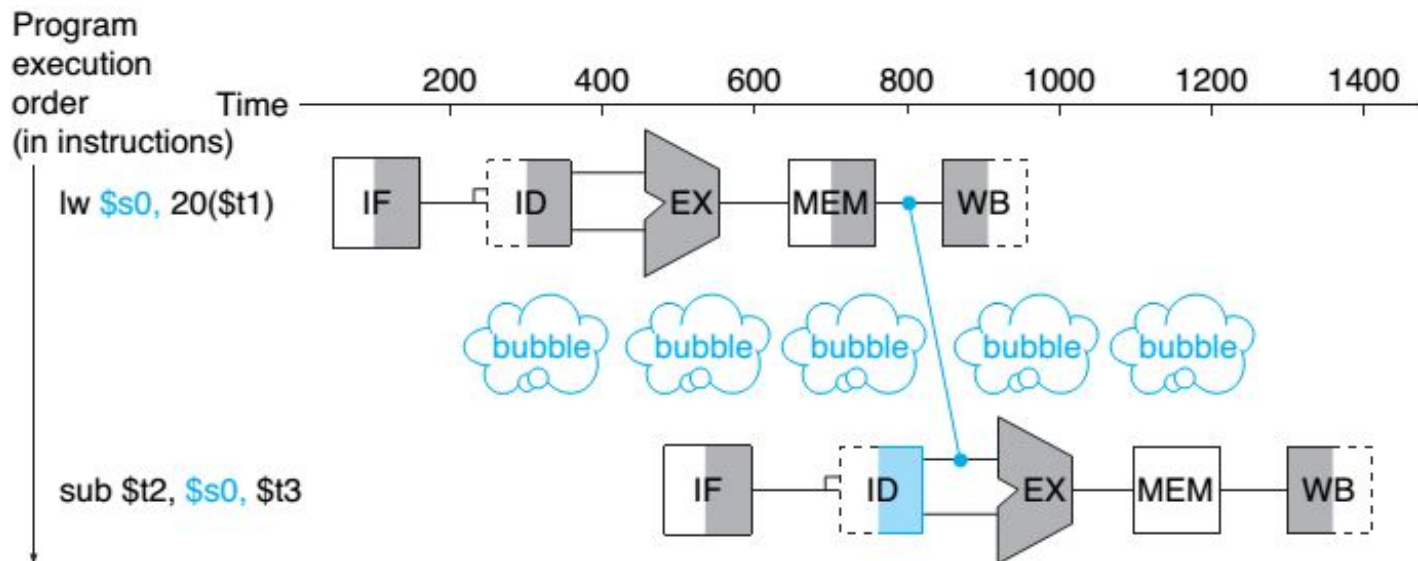 Program
execution
order
(in instructions)
Time
200 400 600 800 1000 1200 1400
lw $s0, 20($t1)
IF ID EX MEM WB
bubble bubble bubble bubble bubble
sub $t2, $s0, $t3
IF ID EX MEM WB